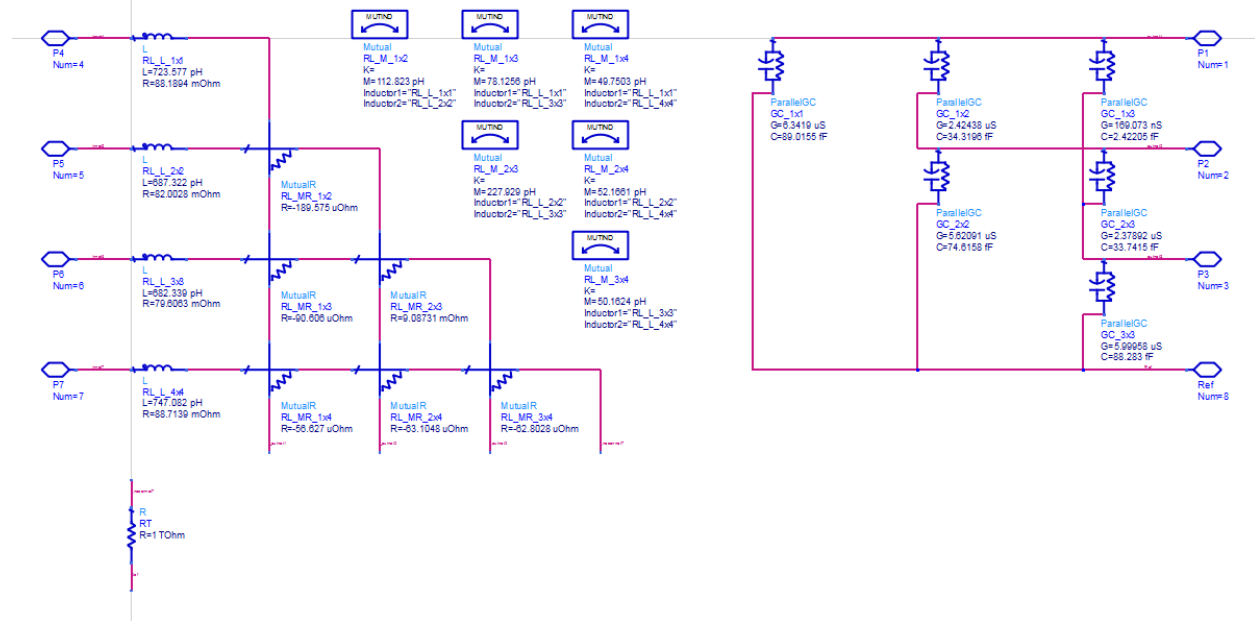 MUTIND
MUTIND
MUTIND
P4
Num=4
L
RL_L_1x1
L=723.577 pH
R=88.1894 mOhm
Mutual
RL_M_1x2
K=
M=112.823 pH
Inductor1="RL_L_1x1"
Inductor2="RL_L_2x2"
Mutual
RL_M_1x3
K=
M=78.1256 pH
Inductor1="RL_L_1x1"
Inductor2="RL_L_3x3"
Mutual
RL_M_1x4
K=
M=49.7503 pH
Inductor1="RL_L_1x1"
Inductor2="RL_L_4x4"
P1
Num=1
ParallelGC
GC_1x1
G=6.3419 uS
C=89.0155 fF
ParallelGC
GC_1x2
G=2.42438 uS
C=34.3196 fF
ParallelGC
GC_1x3
G=169.073 nS
C=2.42205 fF
MUTIND
MUTIND
P5
Num=5
L
RL_L_2x2
L=687.322 pH
R=82.0028 mOhm
MutualR
RL_MR_1x2
R=-189.575 uOhm
Mutual
RL_M_2x3
K=
M=227.929 pH
Inductor1="RL_L_2x2"
Inductor2="RL_L_3x3"
Mutual
RL_M_2x4
K=
M=52.1661 pH
Inductor1="RL_L_2x2"
Inductor2="RL_L_4x4"
P2
Num=2
ParallelGC
GC_2x2
G=5.62091 uS
C=74.6158 fF
ParallelGC
GC_2x3
G=2.37892 uS
C=33.7415 fF
MUTIND
P6
Num=6
L
RL_L_3x3
L=682.339 pH
R=79.6063 mOhm
MutualR
RL_MR_1x3
R=-90.606 uOhm
MutualR
RL_MR_2x3
R=9.08731 mOhm
Mutual
RL_M_3x4
K=
M=50.1624 pH
Inductor1="RL_L_3x3"
Inductor2="RL_L_4x4"
P3
Num=3
ParallelGC
GC_3x3
G=5.99958 uS
C=88.283 fF
P7
Num=7
L
RL_L_4x4
L=747.082 pH
R=88.7139 mOhm
MutualR
RL_MR_1x4
R=-56.627 uOhm
MutualR
RL_MR_2x4
R=-63.1048 uOhm
MutualR
RL_MR_3x4
R=-62.8028 uOhm
Ref
Num=8
R
RT
R=1 TOhm